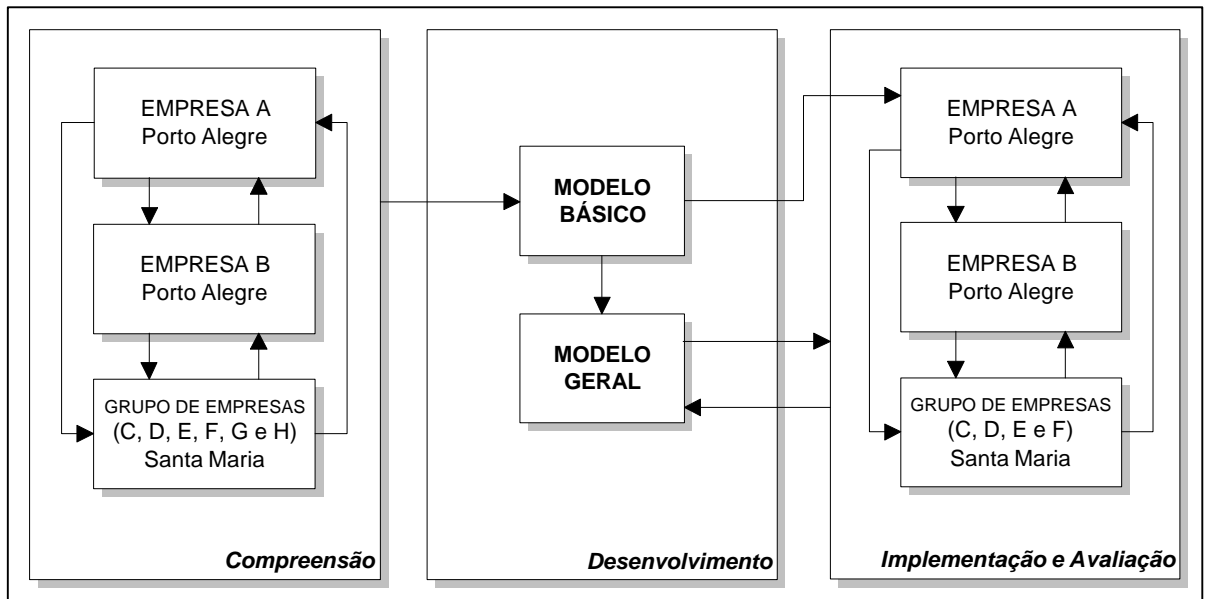 EMPRESA A
Porto Alegre
EMPRESA B
Porto Alegre
GRUPO DE EMPRESAS
(C, D, E, F, G e H)
Santa Maria
Compreensão
MODELO
BÁSICO
MODELO
GERAL
Desenvolvimento
EMPRESA A
Porto Alegre
EMPRESA B
Porto Alegre
GRUPO DE EMPRESAS
(C, D, E e F)
Santa Maria
Implementação e Avaliação